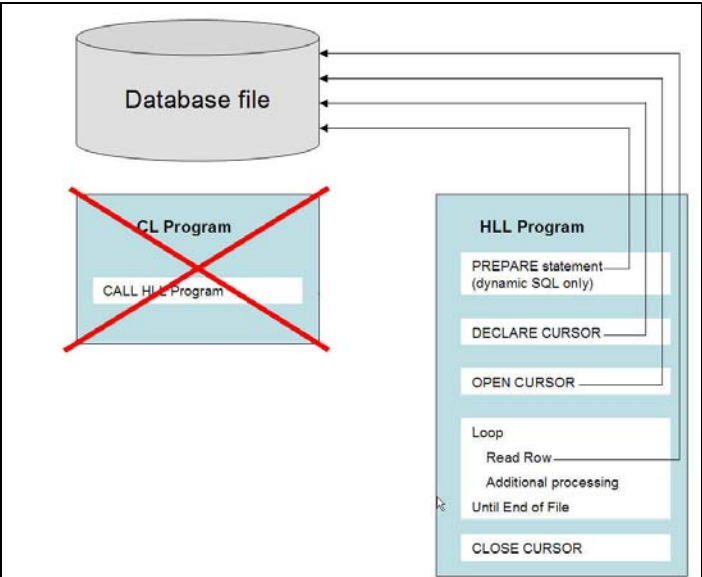 Database file
CL Program
CALL HLL Program
HLL Program
PREPARE statement
(dynamic SQL only)
DECLARE CURSOR
OPEN CURSOR
Loop
Read Row
Additional processing
Until End of File
CLOSE CURSOR